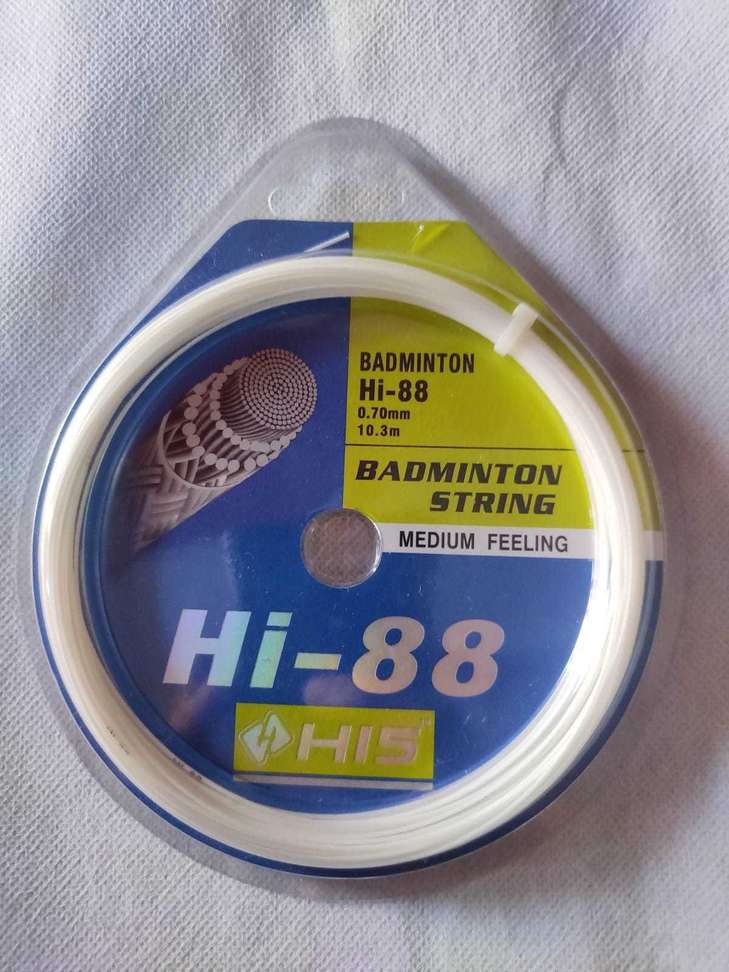 BADMINTON
Hi-88
0.70mm
10.3m
BADMINTON
STRING
MEDIUM FEELING
Hi-88
HIS